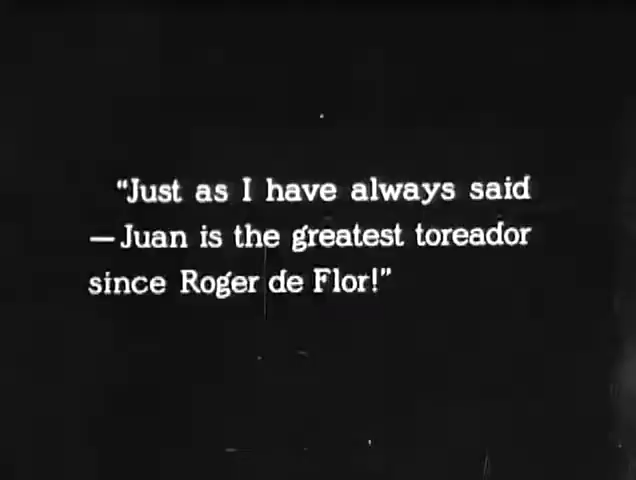 "Just as I have always said
—Juan is the greatest toreador
since Roger de Flor!"